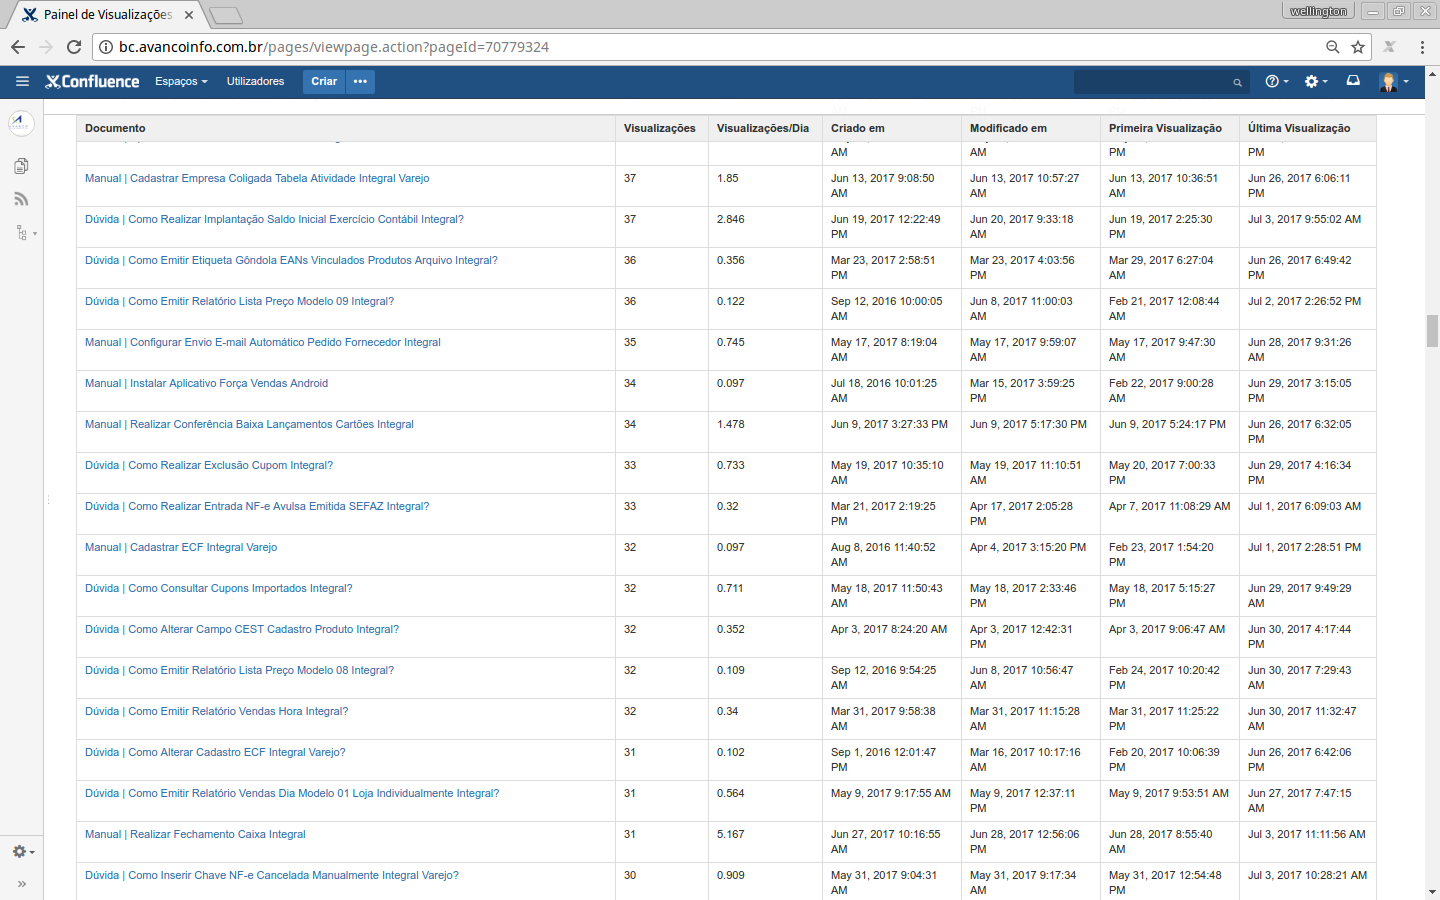 Painel de Visualizações
wellington
bc.avancoinfo.com.br/pages/viewpage.action?pageId=70779324
Confluence Espaços Utilizadores Criar •••
Documento Visualizações Visualizações/Dia Criado em Modificado em Primeira Visualização Última Visualização
AM AM PM PM
Manual | Cadastrar Empresa Coligada Tabela Atividade Integral Varejo 37 1.85 Jun 13, 2017 9:08:50 Jun 13, 2017 10:57:27 Jun 13, 2017 10:36:51 Jun 26, 2017 6:06:11
AM AM AM PM
Dúvida | Como Realizar Implantação Saldo Inicial Exercício Contábil Integral? 37 2.846 Jun 19, 2017 12:22:49 Jun 20, 2017 9:33:18 Jun 19, 2017 2:25:30 Jul 3, 2017 9:55:02 AM
PM AM PM
Dúvida | Como Emitir Etiqueta Gôndola EANs Vinculados Produtos Arquivo Integral? 36 0.356 Mar 23, 2017 2:58:51 Mar 23, 2017 4:03:56 Mar 29, 2017 6:27:04 Jun 26, 2017 6:49:42
PM PM AM PM
Dúvida | Como Emitir Relatório Lista Preço Modelo 09 Integral? 36 0.122 Sep 12, 2016 10:00:05 Jun 8, 2017 11:00:03 Feb 21, 2017 12:08:44 Jul 2, 2017 2:26:52 PM
AM AM AM
Manual | Configurar Envio E-mail Automático Pedido Fornecedor Integral 35 0.745 May 17, 2017 8:19:04 May 17, 2017 9:59:07 May 17, 2017 9:47:30 Jun 28, 2017 9:31:26
AM AM AM AM
Manual | Instalar Aplicativo Força Vendas Android 34 0.097 Jul 18, 2016 10:01:25 Mar 15, 2017 3:59:25 Feb 22, 2017 9:00:28 Jun 29, 2017 3:15:05
AM PM AM PM
Manual | Realizar Conferência Baixa Lançamentos Cartões Integral 34 1.478 Jun 9, 2017 3:27:33 PM Jun 9, 2017 5:17:30 PM Jun 9, 2017 5:24:17 PM Jun 26, 2017 6:32:05
PM
Dúvida | Como Realizar Exclusão Cupom Integral? 33 0.733 May 19, 2017 10:35:10 May 19, 2017 11:10:51 May 20, 2017 7:00:33 Jun 29, 2017 4:16:34
AM AM PM PM
Dúvida | Como Realizar Entrada NF-e Avulsa Emitida SEFAZ Integral? 33 0.32 Mar 21, 2017 2:19:25 Apr 17, 2017 2:05:28 Apr 7, 2017 11:08:29 AM Jul 1, 2017 6:09:03 AM
PM PM
Manual | Cadastrar ECF Integral Varejo 32 0.097 Aug 8, 2016 11:40:52 Apr 4, 2017 3:15:20 PM Feb 23, 2017 1:54:20 Jul 1, 2017 2:28:51 PM
AM PM
Dúvida | Como Consultar Cupons Importados Integral? 32 0.711 May 18, 2017 11:50:43 May 18, 2017 2:33:46 May 18, 2017 5:15:27 Jun 29, 2017 9:49:29
AM PM PM AM
Dúvida | Como Alterar Campo CEST Cadastro Produto Integral? 32 0.352 Apr 3, 2017 8:24:20 AM Apr 3, 2017 12:42:31 Apr 3, 2017 9:06:47 AM Jun 30, 2017 4:17:44
PM PM
Dúvida | Como Emitir Relatório Lista Preço Modelo 08 Integral? 32 0.109 Sep 12, 2016 9:54:25 Jun 8, 2017 10:56:47 Feb 24, 2017 10:20:42 Jun 30, 2017 7:29:43
AM AM PM AM
Dúvida | Como Emitir Relatório Vendas Hora Integral? 32 0.34 Mar 31, 2017 9:58:38 Mar 31, 2017 11:15:28 Mar 31, 2017 11:25:22 Jun 30, 2017 11:32:47
AM AM PM AM
Dúvida | Como Alterar Cadastro ECF Integral Varejo? 31 0.102 Sep 1, 2016 12:01:47 Mar 16, 2017 10:17:16 Feb 20, 2017 10:06:39 Jun 26, 2017 6:42:06
PM AM PM PM
Dúvida | Como Emitir Relatório Vendas Dia Modelo 01 Loja Individualmente Integral? 31 0.564 May 9, 2017 9:17:55 AM May 9, 2017 12:37:11 May 9, 2017 9:53:51 AM Jun 27, 2017 7:47:15
PM AM
Manual | Realizar Fechamento Caixa Integral 31 5.167 Jun 27, 2017 10:16:55 Jun 28, 2017 12:56:06 Jun 28, 2017 8:55:40 Jul 3, 2017 11:11:56 AM
AM PM AM
Dúvida | Como Inserir Chave NF-e Cancelada Manualmente Integral Varejo? 30 0.909 May 31, 2017 9:04:31 May 31, 2017 9:17:34 May 31, 2017 12:54:48 Jul 3, 2017 10:28:21 AM
AM AM PM